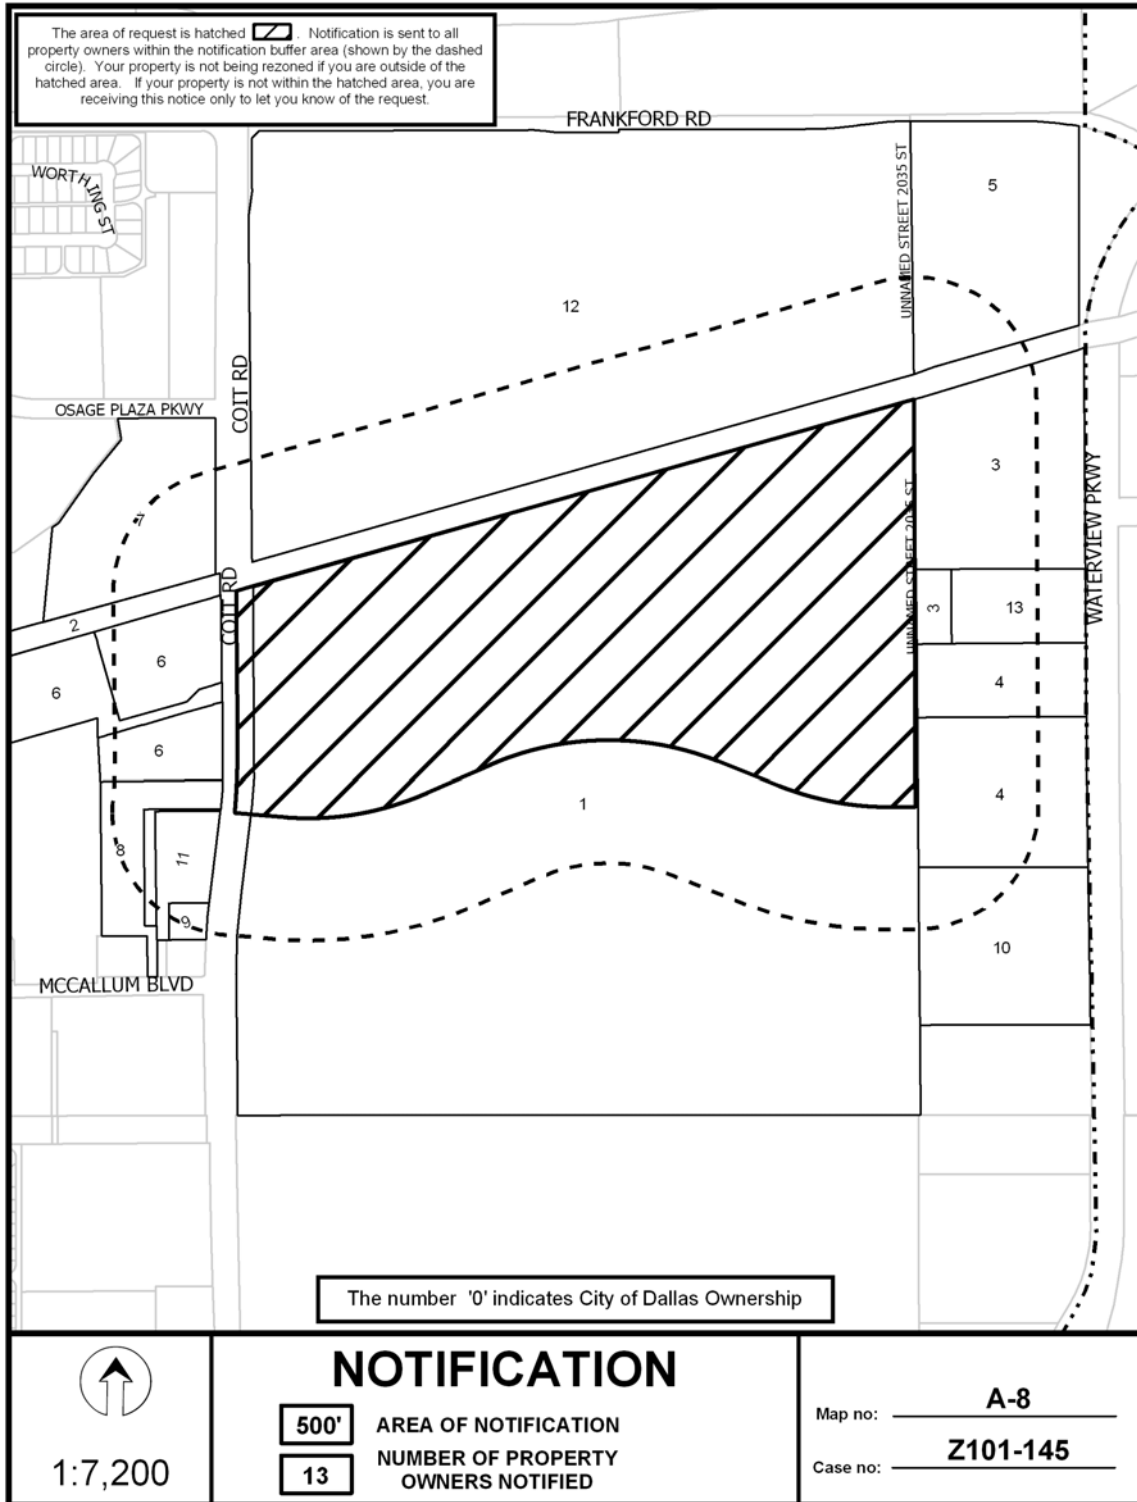 The area of request is hatched . Notification is sent to all
property owners within the notification buffer area (shown by the dashed
circle). Your property is not being rezoned if you are outside of the
hatched area. If your property is not within the hatched area, you are
receiving this notice only to let you know of the request.
FRANKFORD RD
WORTHING ST
UNNAMED STREET 2035 ST
5
12
COIT RD
OSAGE PLAZA PKWY
3
WATERVIEW PKWY
7
UNNAMED STREET 2035 ST
COIT RD
2
3
13
6
6
4
6
4
1
8
11
9
10
MCCALLUM BLVD
The number '0' indicates City of Dallas Ownership
NOTIFICATION
500' AREA OF NOTIFICATION
13 NUMBER OF PROPERTY
OWNERS NOTIFIED
1:7,200
Map no: A-8
Case no: Z101-145